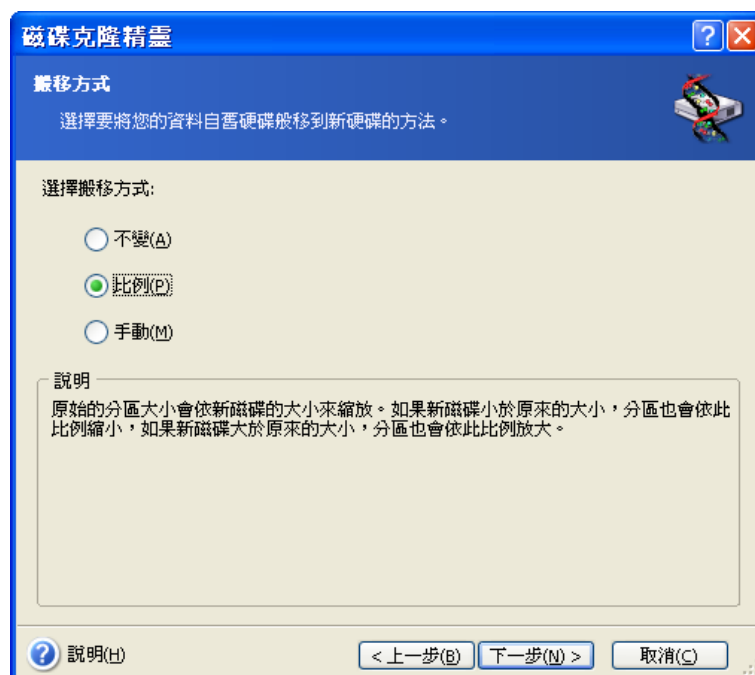 磁碟克隆精靈
搬移方式
選擇要將您的資料自舊硬碟般移到新硬碟的方法。
選擇搬移方式:
不變(A)
比例(P)
手動(M)
說明
原始的分區大小會依新磁碟的大小來縮放。如果新磁碟小於原來的大小，分區也會依此
比例縮小，如果新磁碟大於原來的大小，分區也會依此比例放大。
說明(H)
< 上一步(B)
下一步(N) >
取消(C)